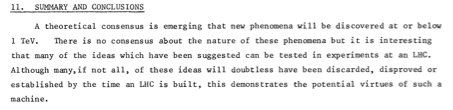 11. SUMMARY AND CONCLUSIONS
A theoretical consensus is emerging that new phenomena will be discovered at or below
1 TeV. There is no consensus about the nature of these phenomena but it is interesting
that many of the ideas which have been suggested can be tested in experiments at an LHC.
Although many, if not all, of these ideas will doubtless have been discarded, disproved or
established by the time an LHC is built, this demonstrates the potential virtues of such a
machine.